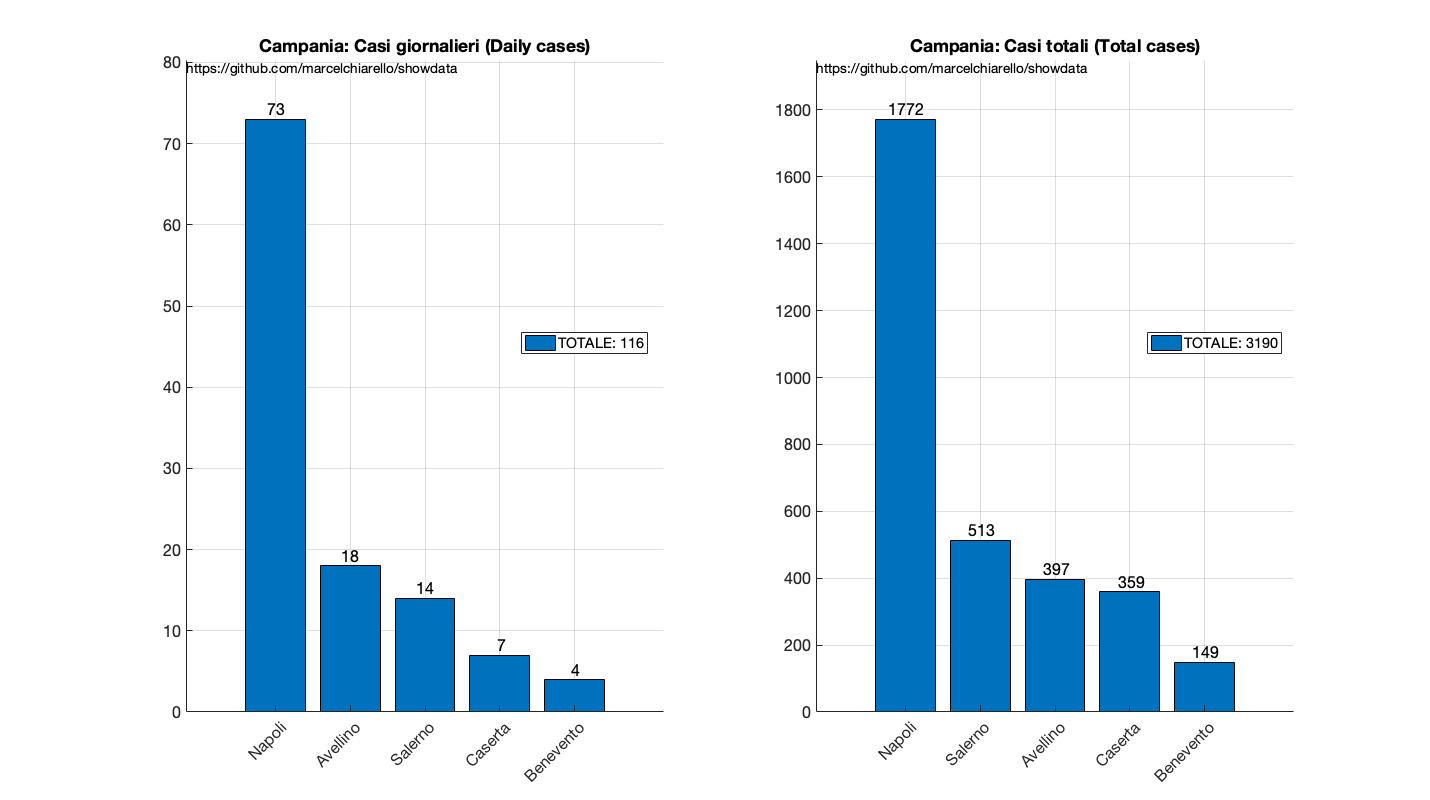 Campania: Casi giornalieri (Daily cases)
https://github.com/marcelchiarello/showdata
80
70
60
50
40
30
20
10
0
73
18
14
7
4
TOTALE: 116
Napoli
Avellino
Salerno
Caserta
Benevento
Campania: Casi totali (Total cases)
https://github.com/marcelchiarello/showdata
1800
1600
1400
1200
1000
800
600
400
200
0
1772
513
397
359
149
TOTALE: 3190
Napoli
Salerno
Avellino
Caserta
Benevento